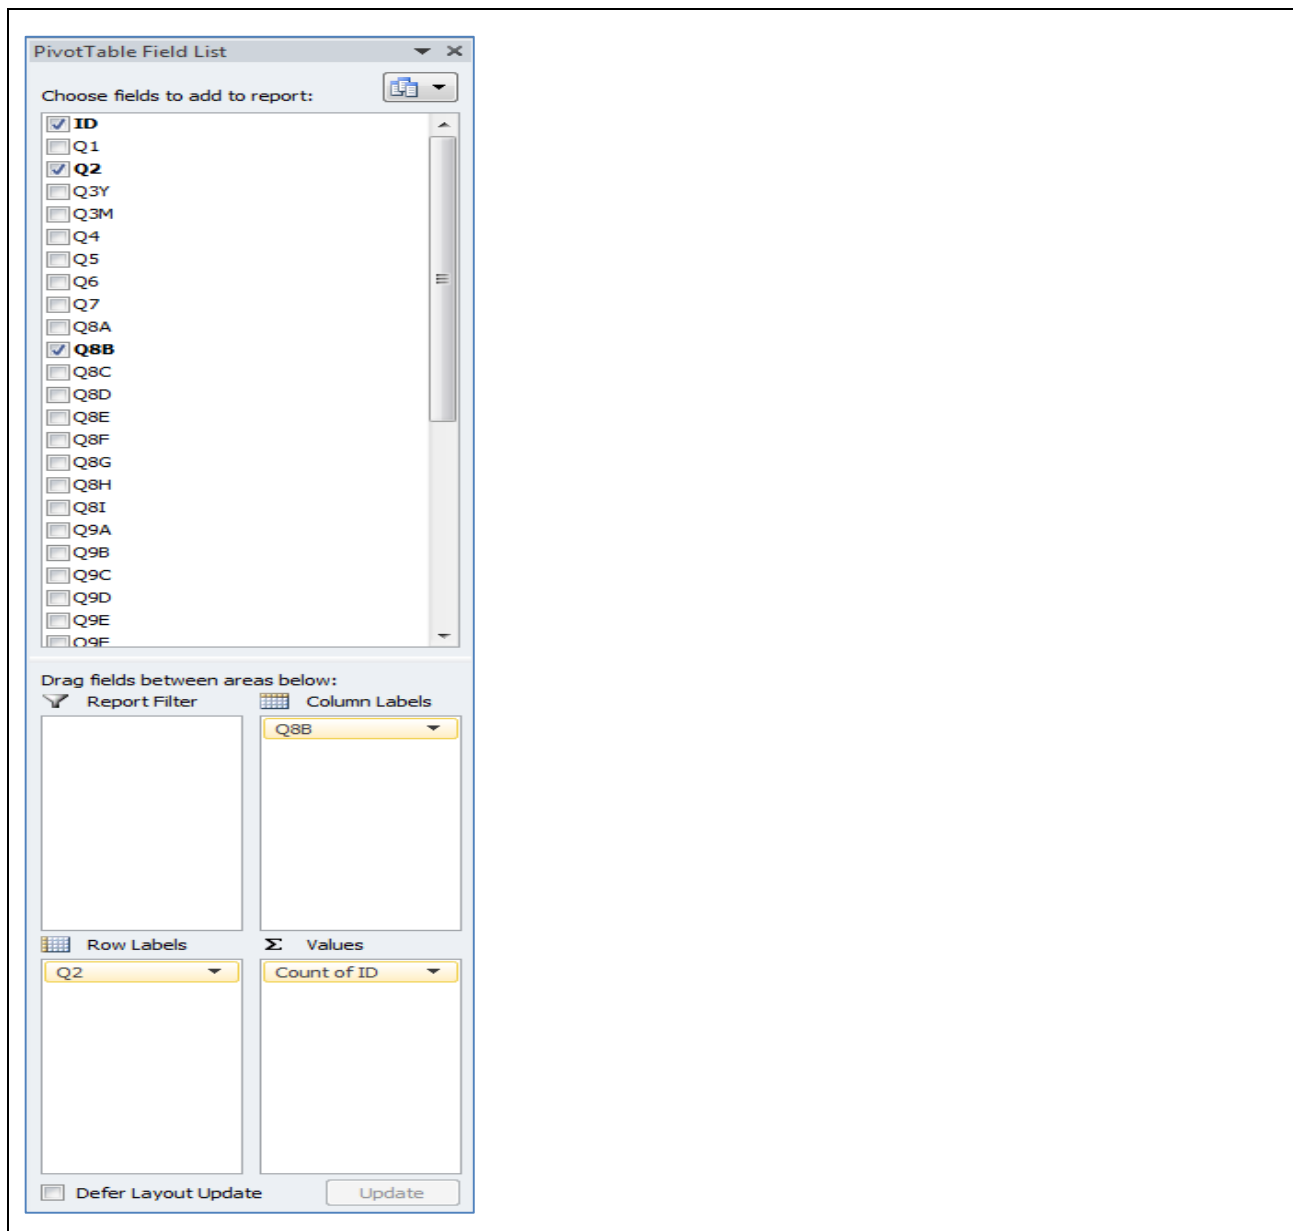 PivotTable Field List
Choose fields to add to report:
ID
Q1
Q2
Q3Y
Q3M
Q4
Q5
Q6
Q7
Q8A
Q8B
Q8C
Q8D
Q8E
Q8F
Q8G
Q8H
Q8I
Q9A
Q9B
Q9C
Q9D
Q9E
Q9F
Drag fields between areas below:
Report Filter Column Labels
Q8B
Row Labels Σ Values
Q2 Count of ID
Defer Layout Update Update